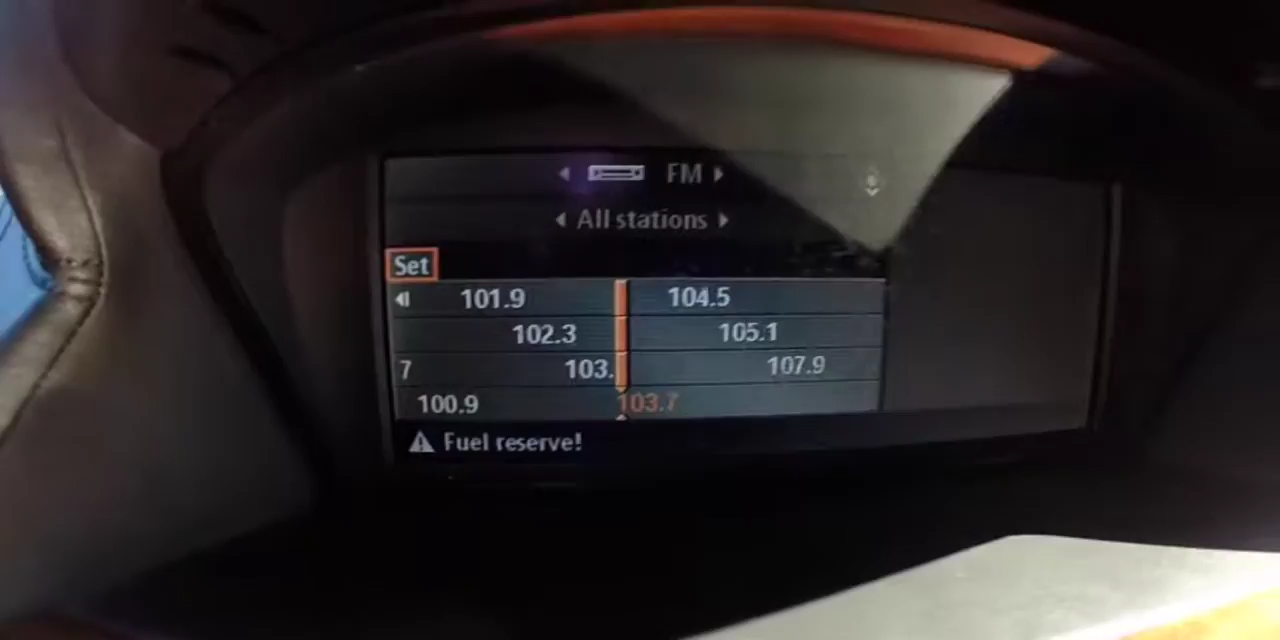 FM
All stations
Set
101.9 104.5
102.3 105.1
7 103. 107.9
100.9 103.7
Fuel reserve!